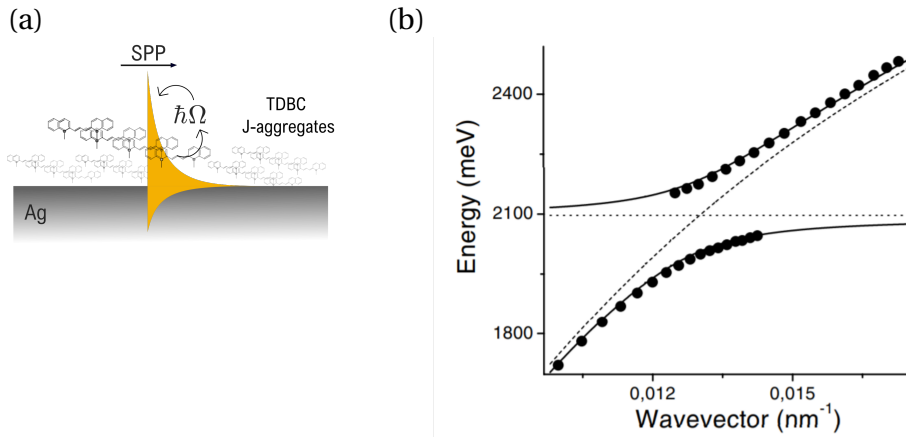 (a)
SPP
ℏΩ
TDBC
J-aggregates
Ag
(b)
Energy (meV)
2400
2100
1800
0,012
0,015
Wavevector (nm⁻¹)